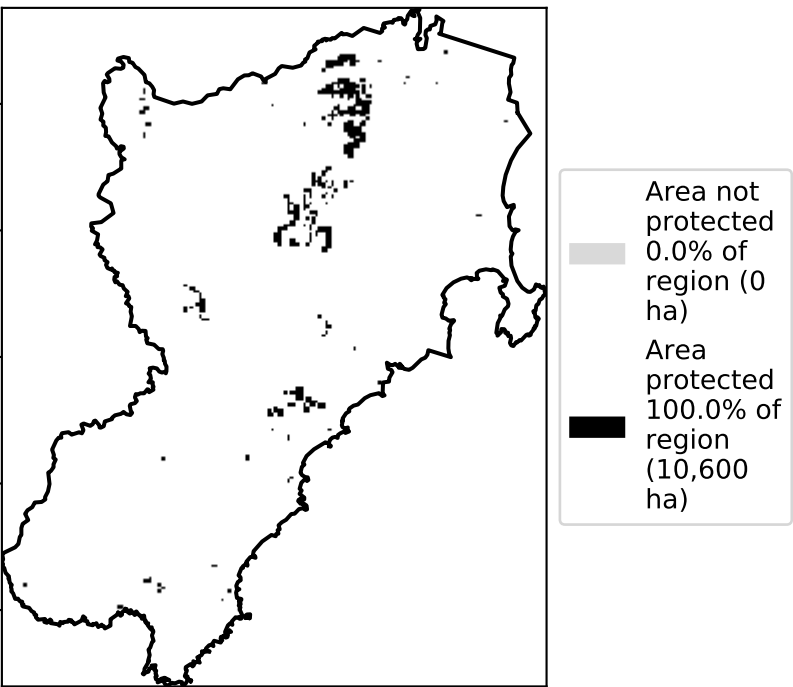 Area not
protected
0.0% of
region (0
ha)
Area
protected
100.0% of
region
(10,600
ha)